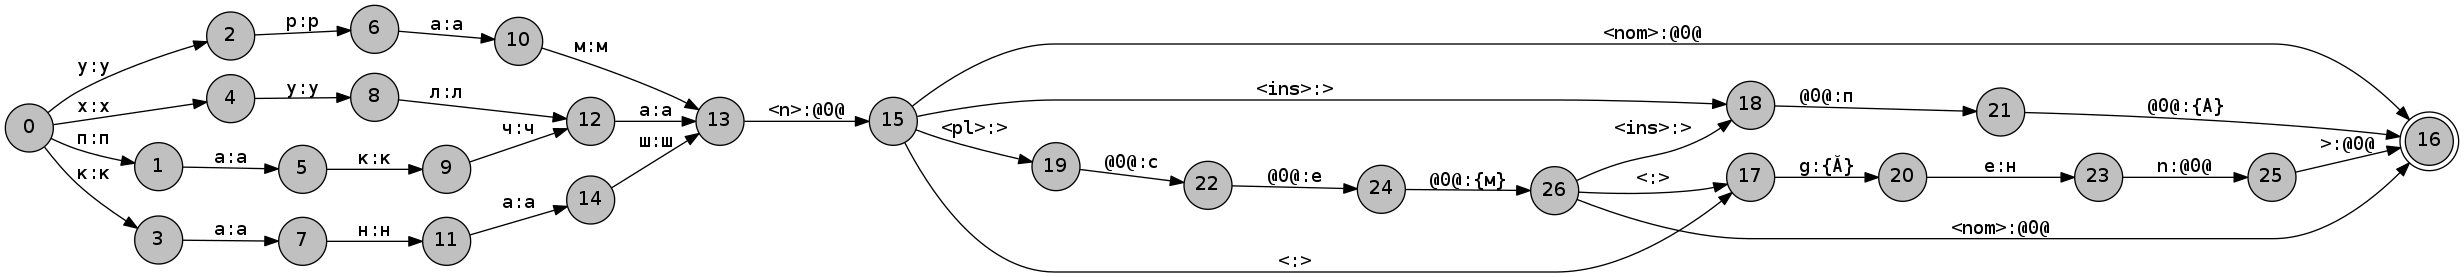 0
у:у
2
р:р
6
а:а
10
м:м
х:х
4
у:у
8
л:л
12
а:а
13
п:п
1
а:а
5
к:к
9
ч:ч
к:к
3
а:а
7
н:н
11
а:а
14
ш:ш
<n>:@0@
15
<nom>:@0@
<ins>:>
<pl>:>
<:>
19
@0@:с
22
@0@:е
24
@0@:{м}
26
<ins>:>
<:>
<nom>:@0@
18
@0@:п
21
@0@:{А}
17
g:{Ӑ}
20
e:н
23
n:@0@
25
>:@0@
16